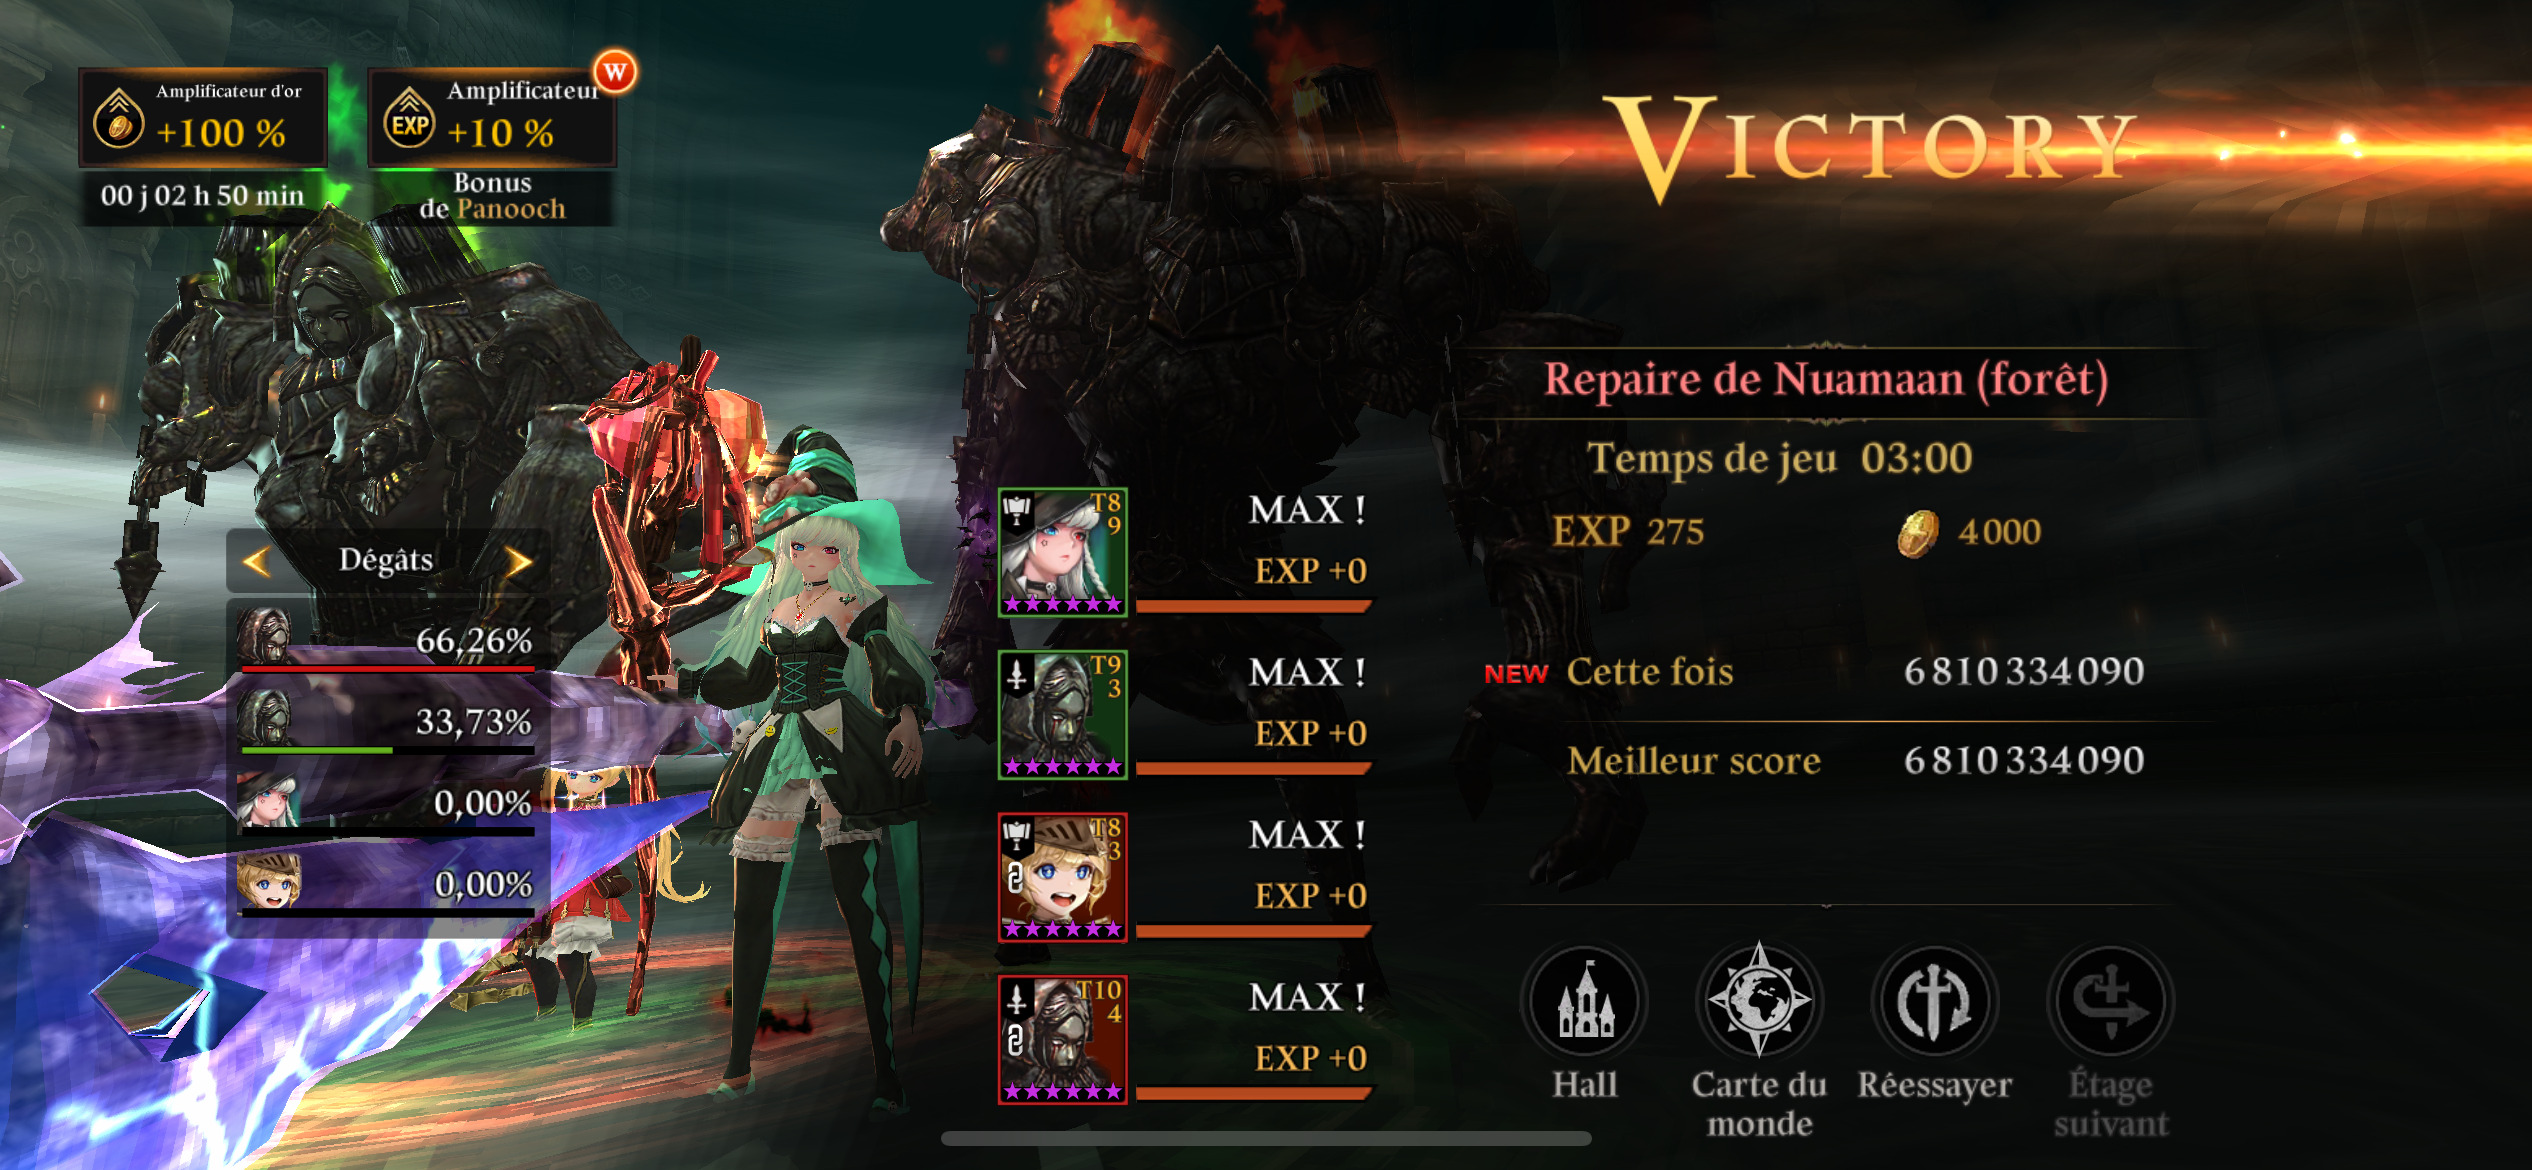 Amplificateur d'or
+100 %
00 j 02 h 50 min
W
Amplificateur
EXP
+10 %
Bonus
de Panooch
VICTORY
Repaire de Nuamaan (forêt)
Temps de jeu 03:00
EXP 275
4 000
NEW Cette fois 6 810 334 090
Meilleur score 6 810 334 090
Dégâts
66,26%
33,73%
0,00%
0,00%
T8
9
MAX !
EXP +0
T9
3
MAX !
EXP +0
T8
3
MAX !
EXP +0
T10
4
MAX !
EXP +0
Hall
Carte du
monde
Réessayer
Étage
suivant